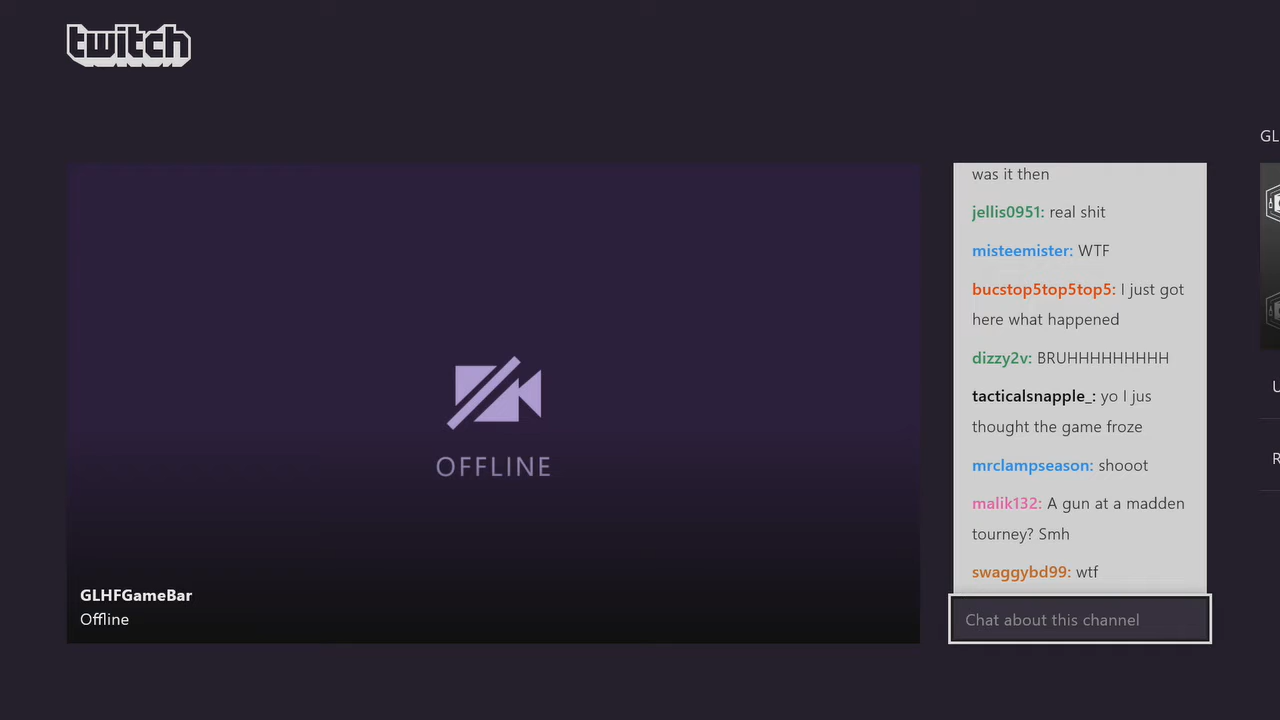 twitch
GL
was it then
jellis0951: real shit
misteemister: WTF
bucstop5top5top5: I just got
here what happened
dizzy2v: BRUHHHHHHHHH
tacticalsnapple_: yo I jus
thought the game froze
mrclampseason: shooot
malik132: A gun at a madden
tourney? Smh
swaggybd99: wtf
Chat about this channel
OFFLINE
GLHFGameBar
Offline
U
R